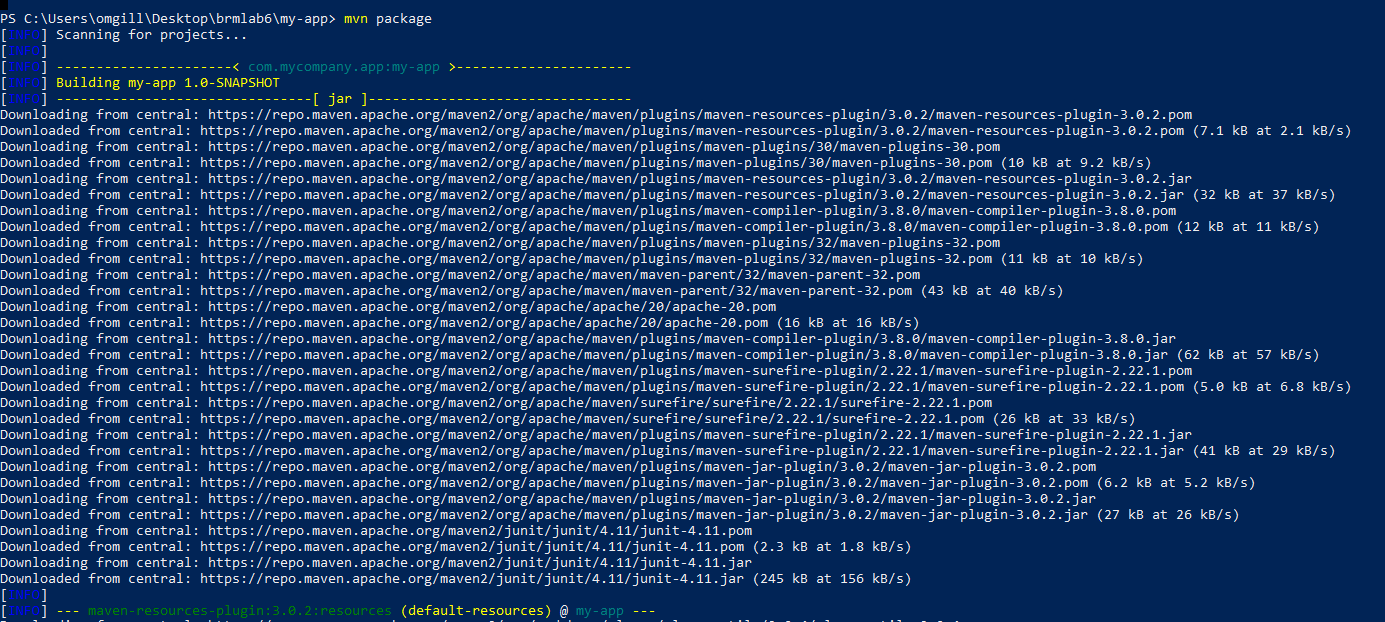 PS C:\Users\omgill\Desktop\brmlab6\my-app> mvn package
[INFO] Scanning for projects...
[INFO]
[INFO] ----------------------< com.mycompany.app:my-app >----------------------
[INFO] Building my-app 1.0-SNAPSHOT
[INFO] --------------------------------[ jar ]---------------------------------
Downloading from central: https://repo.maven.apache.org/maven2/org/apache/maven/plugins/maven-resources-plugin/3.0.2/maven-resources-plugin-3.0.2.pom
Downloaded from central: https://repo.maven.apache.org/maven2/org/apache/maven/plugins/maven-resources-plugin/3.0.2/maven-resources-plugin-3.0.2.pom (7.1 kB at 2.1 kB/s)
Downloading from central: https://repo.maven.apache.org/maven2/org/apache/maven/plugins/maven-plugins/30/maven-plugins-30.pom
Downloaded from central: https://repo.maven.apache.org/maven2/org/apache/maven/plugins/maven-plugins/30/maven-plugins-30.pom (10 kB at 9.2 kB/s)
Downloading from central: https://repo.maven.apache.org/maven2/org/apache/maven/plugins/maven-resources-plugin/3.0.2/maven-resources-plugin-3.0.2.jar
Downloaded from central: https://repo.maven.apache.org/maven2/org/apache/maven/plugins/maven-resources-plugin/3.0.2/maven-resources-plugin-3.0.2.jar (32 kB at 37 kB/s)
Downloading from central: https://repo.maven.apache.org/maven2/org/apache/maven/plugins/maven-compiler-plugin/3.8.0/maven-compiler-plugin-3.8.0.pom
Downloaded from central: https://repo.maven.apache.org/maven2/org/apache/maven/plugins/maven-compiler-plugin/3.8.0/maven-compiler-plugin-3.8.0.pom (12 kB at 11 kB/s)
Downloading from central: https://repo.maven.apache.org/maven2/org/apache/maven/plugins/maven-plugins/32/maven-plugins-32.pom
Downloaded from central: https://repo.maven.apache.org/maven2/org/apache/maven/plugins/maven-plugins/32/maven-plugins-32.pom (11 kB at 10 kB/s)
Downloading from central: https://repo.maven.apache.org/maven2/org/apache/maven/maven-parent/32/maven-parent-32.pom
Downloaded from central: https://repo.maven.apache.org/maven2/org/apache/maven/maven-parent/32/maven-parent-32.pom (43 kB at 40 kB/s)
Downloading from central: https://repo.maven.apache.org/maven2/org/apache/apache/20/apache-20.pom
Downloaded from central: https://repo.maven.apache.org/maven2/org/apache/apache/20/apache-20.pom (16 kB at 16 kB/s)
Downloading from central: https://repo.maven.apache.org/maven2/org/apache/maven/plugins/maven-compiler-plugin/3.8.0/maven-compiler-plugin-3.8.0.jar
Downloaded from central: https://repo.maven.apache.org/maven2/org/apache/maven/plugins/maven-compiler-plugin/3.8.0/maven-compiler-plugin-3.8.0.jar (62 kB at 57 kB/s)
Downloading from central: https://repo.maven.apache.org/maven2/org/apache/maven/plugins/maven-surefire-plugin/2.22.1/maven-surefire-plugin-2.22.1.pom
Downloaded from central: https://repo.maven.apache.org/maven2/org/apache/maven/plugins/maven-surefire-plugin/2.22.1/maven-surefire-plugin-2.22.1.pom (5.0 kB at 6.8 kB/s)
Downloading from central: https://repo.maven.apache.org/maven2/org/apache/maven/surefire/surefire/2.22.1/surefire-2.22.1.pom
Downloaded from central: https://repo.maven.apache.org/maven2/org/apache/maven/surefire/surefire/2.22.1/surefire-2.22.1.pom (26 kB at 33 kB/s)
Downloading from central: https://repo.maven.apache.org/maven2/org/apache/maven/plugins/maven-surefire-plugin/2.22.1/maven-surefire-plugin-2.22.1.jar
Downloaded from central: https://repo.maven.apache.org/maven2/org/apache/maven/plugins/maven-surefire-plugin/2.22.1/maven-surefire-plugin-2.22.1.jar (41 kB at 29 kB/s)
Downloading from central: https://repo.maven.apache.org/maven2/org/apache/maven/plugins/maven-jar-plugin/3.0.2/maven-jar-plugin-3.0.2.pom
Downloaded from central: https://repo.maven.apache.org/maven2/org/apache/maven/plugins/maven-jar-plugin/3.0.2/maven-jar-plugin-3.0.2.pom (6.2 kB at 5.2 kB/s)
Downloading from central: https://repo.maven.apache.org/maven2/org/apache/maven/plugins/maven-jar-plugin/3.0.2/maven-jar-plugin-3.0.2.jar
Downloaded from central: https://repo.maven.apache.org/maven2/org/apache/maven/plugins/maven-jar-plugin/3.0.2/maven-jar-plugin-3.0.2.jar (27 kB at 26 kB/s)
Downloading from central: https://repo.maven.apache.org/maven2/junit/junit/4.11/junit-4.11.pom
Downloaded from central: https://repo.maven.apache.org/maven2/junit/junit/4.11/junit-4.11.pom (2.3 kB at 1.8 kB/s)
Downloading from central: https://repo.maven.apache.org/maven2/junit/junit/4.11/junit-4.11.jar
Downloaded from central: https://repo.maven.apache.org/maven2/junit/junit/4.11/junit-4.11.jar (245 kB at 156 kB/s)
[INFO]
[INFO] --- maven-resources-plugin:3.0.2:resources (default-resources) @ my-app ---